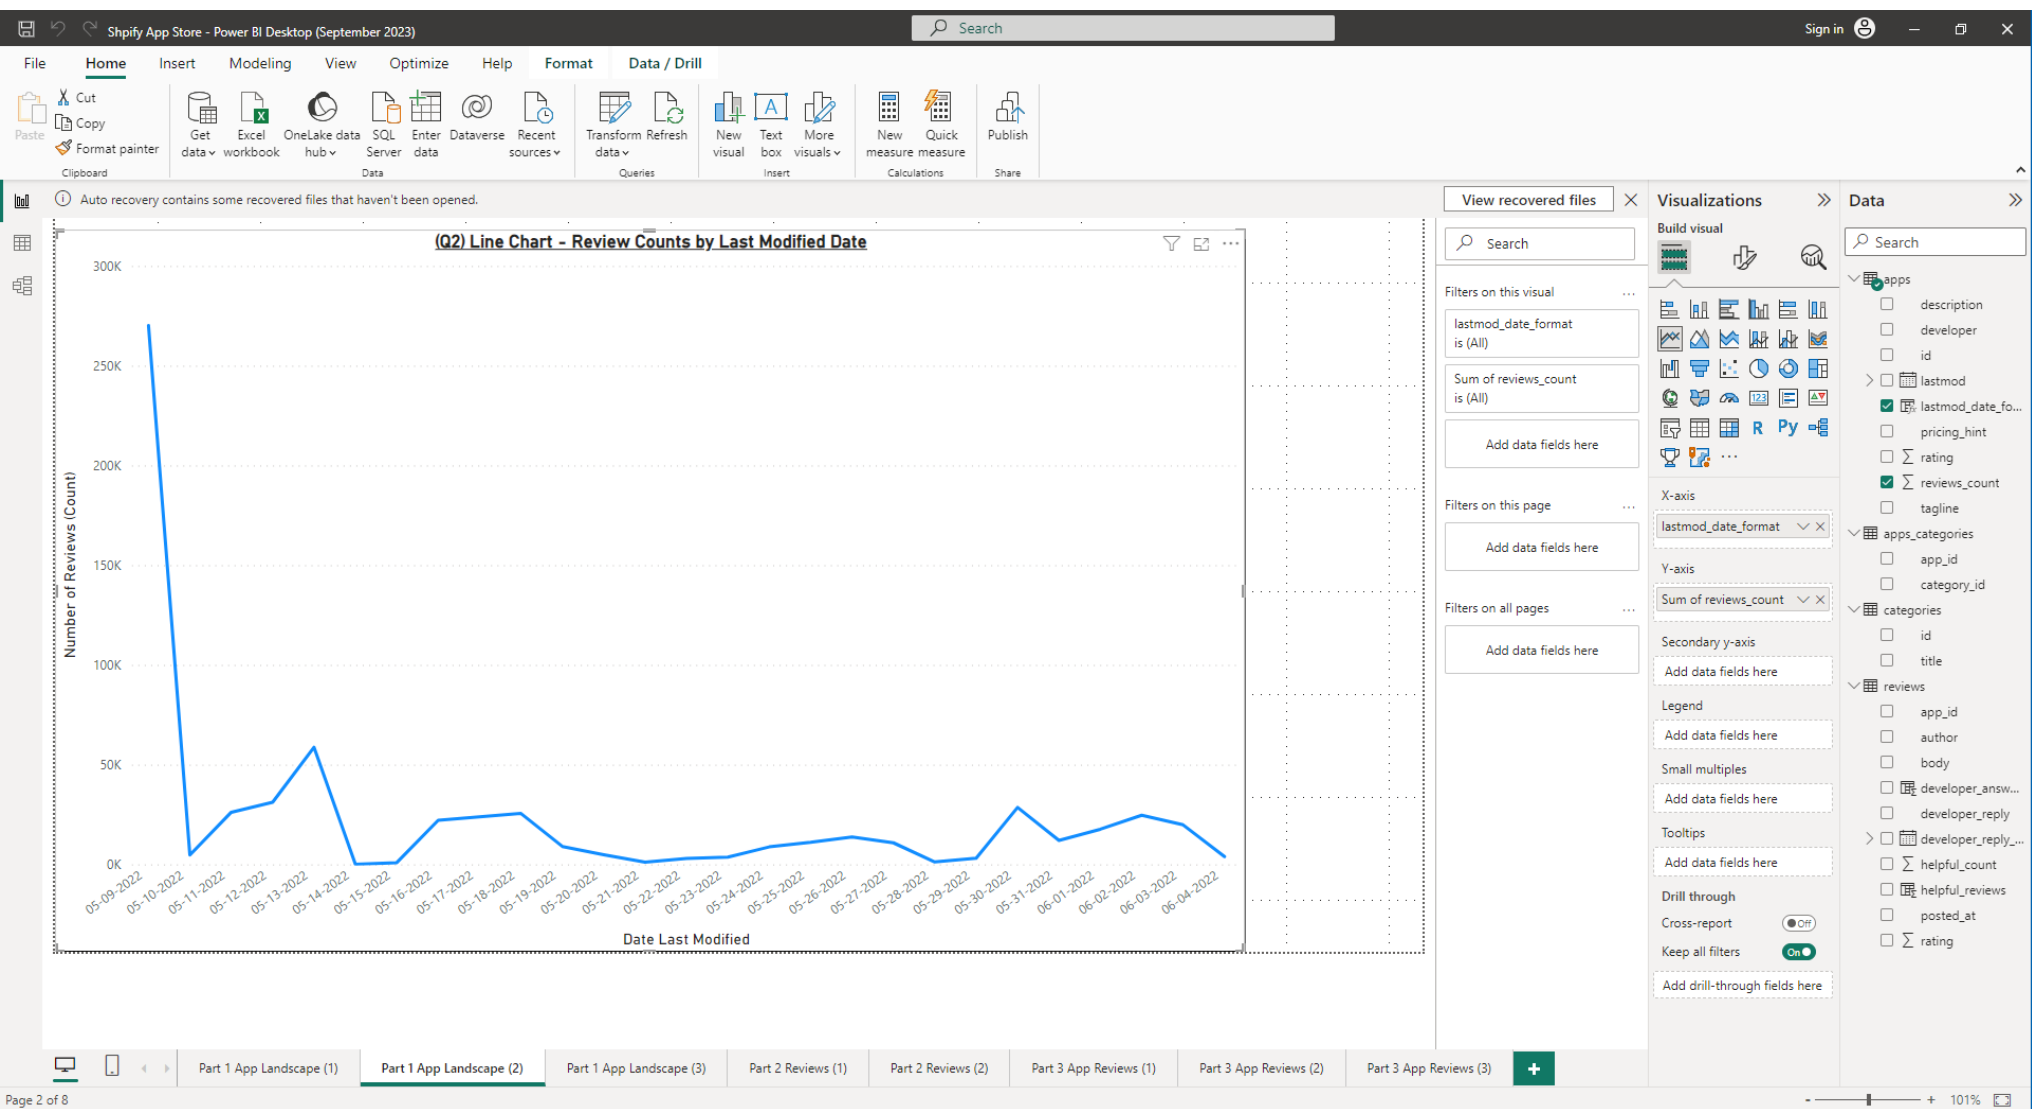 Shpify App Store - Power BI Desktop (September 2023)
Search
Sign in
File Home Insert Modeling View Optimize Help Format Data / Drill
Paste
Cut
Copy
Format painter
Clipboard
Get data
Excel workbook
OneLake data hub
SQL Server
Enter data
Dataverse
Recent sources
Data
Transform data
Refresh
Queries
New visual
Text box
More visuals
Insert
New measure
Quick measure
Calculations
Publish
Share
Auto recovery contains some recovered files that haven't been opened.
View recovered files
(Q2) Line Chart - Review Counts by Last Modified Date
Number of Reviews (Count)
300K
250K
200K
150K
100K
50K
0K
05-09-2022
05-10-2022
05-11-2022
05-12-2022
05-13-2022
05-14-2022
05-15-2022
05-16-2022
05-17-2022
05-18-2022
05-19-2022
05-20-2022
05-21-2022
05-22-2022
05-23-2022
05-24-2022
05-25-2022
05-26-2022
05-27-2022
05-28-2022
05-29-2022
05-30-2022
05-31-2022
06-01-2022
06-02-2022
06-03-2022
06-04-2022
Date Last Modified
Search
Filters on this visual ...
lastmod_date_format
is (All)
Sum of reviews_count
is (All)
Add data fields here
Filters on this page ...
Add data fields here
Filters on all pages ...
Add data fields here
Visualizations
Build visual
123
R Py
...
X-axis
lastmod_date_format
Y-axis
Sum of reviews_count
Secondary y-axis
Add data fields here
Legend
Add data fields here
Small multiples
Add data fields here
Tooltips
Add data fields here
Drill through
Cross-report Off
Keep all filters On
Add drill-through fields here
Data
Search
apps
description
developer
id
lastmod
lastmod_date_fo...
pricing_hint
∑ rating
∑ reviews_count
tagline
apps_categories
app_id
category_id
categories
id
title
reviews
app_id
author
body
developer_answ...
developer_reply
developer_reply_...
∑ helpful_count
helpful_reviews
posted_at
∑ rating
Part 1 App Landscape (1)
Part 1 App Landscape (2)
Part 1 App Landscape (3)
Part 2 Reviews (1)
Part 2 Reviews (2)
Part 3 App Reviews (1)
Part 3 App Reviews (2)
Part 3 App Reviews (3)
+
Page 2 of 8
- + 101%